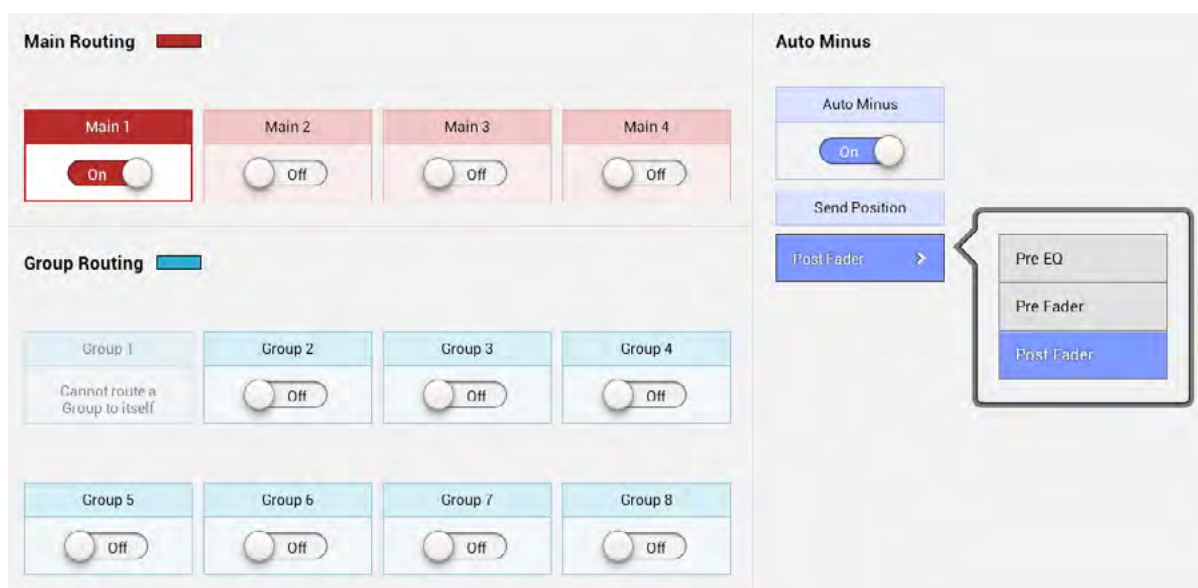 Main Routing
Main 1
Main 2
Main 3
Main 4
On
Off
Off
Off
Group Routing
Group 1
Group 2
Group 3
Group 4
Cannot route a
Group to itself
Off
Off
Off
Group 5
Group 6
Group 7
Group 8
Off
Off
Off
Off
Auto Minus
Auto Minus
On
Send Position
Post Fader
Pre EQ
Pre Fader
Post Fader